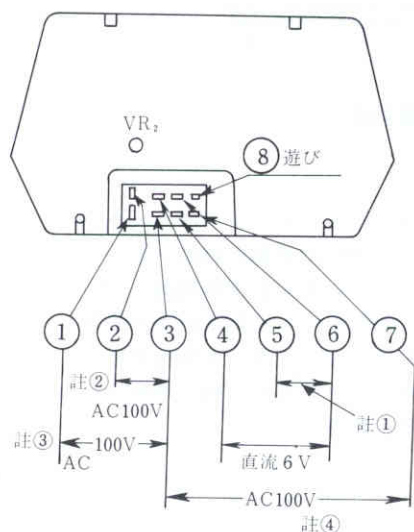 VR₂
⑧ 遊び
① ② ③ ④ ⑤ ⑥ ⑦
註② 註①
AC100V
註③ 100V 直流6V
AC
AC100V
註④